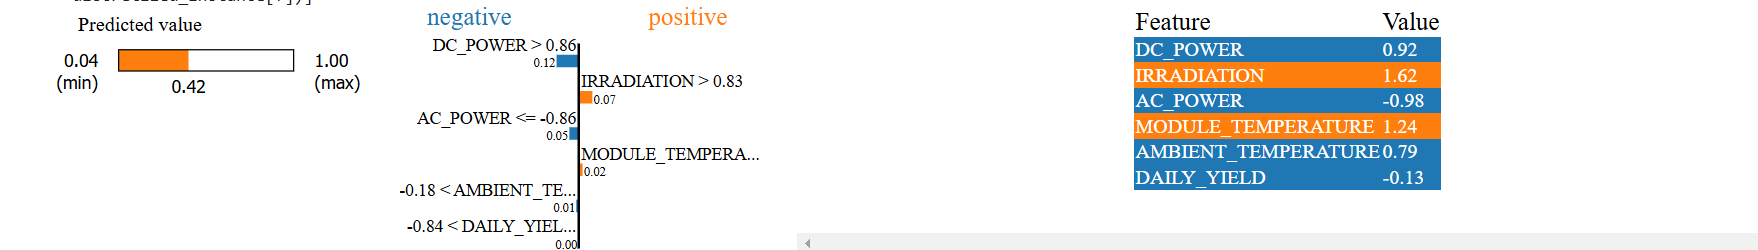 Predicted value
0.04
(min)
1.00
(max)
0.42
negative
positive
DC_POWER > 0.86
0.12
IRRADIATION > 0.83
0.07
AC_POWER <= -0.86
0.05
MODULE_TEMPERA...
0.02
-0.18 < AMBIENT_TE...
0.01
-0.84 < DAILY_YIEL...
0.00
Feature Value
DC_POWER 0.92
IRRADIATION 1.62
AC_POWER -0.98
MODULE_TEMPERATURE 1.24
AMBIENT_TEMPERATURE 0.79
DAILY_YIELD -0.13